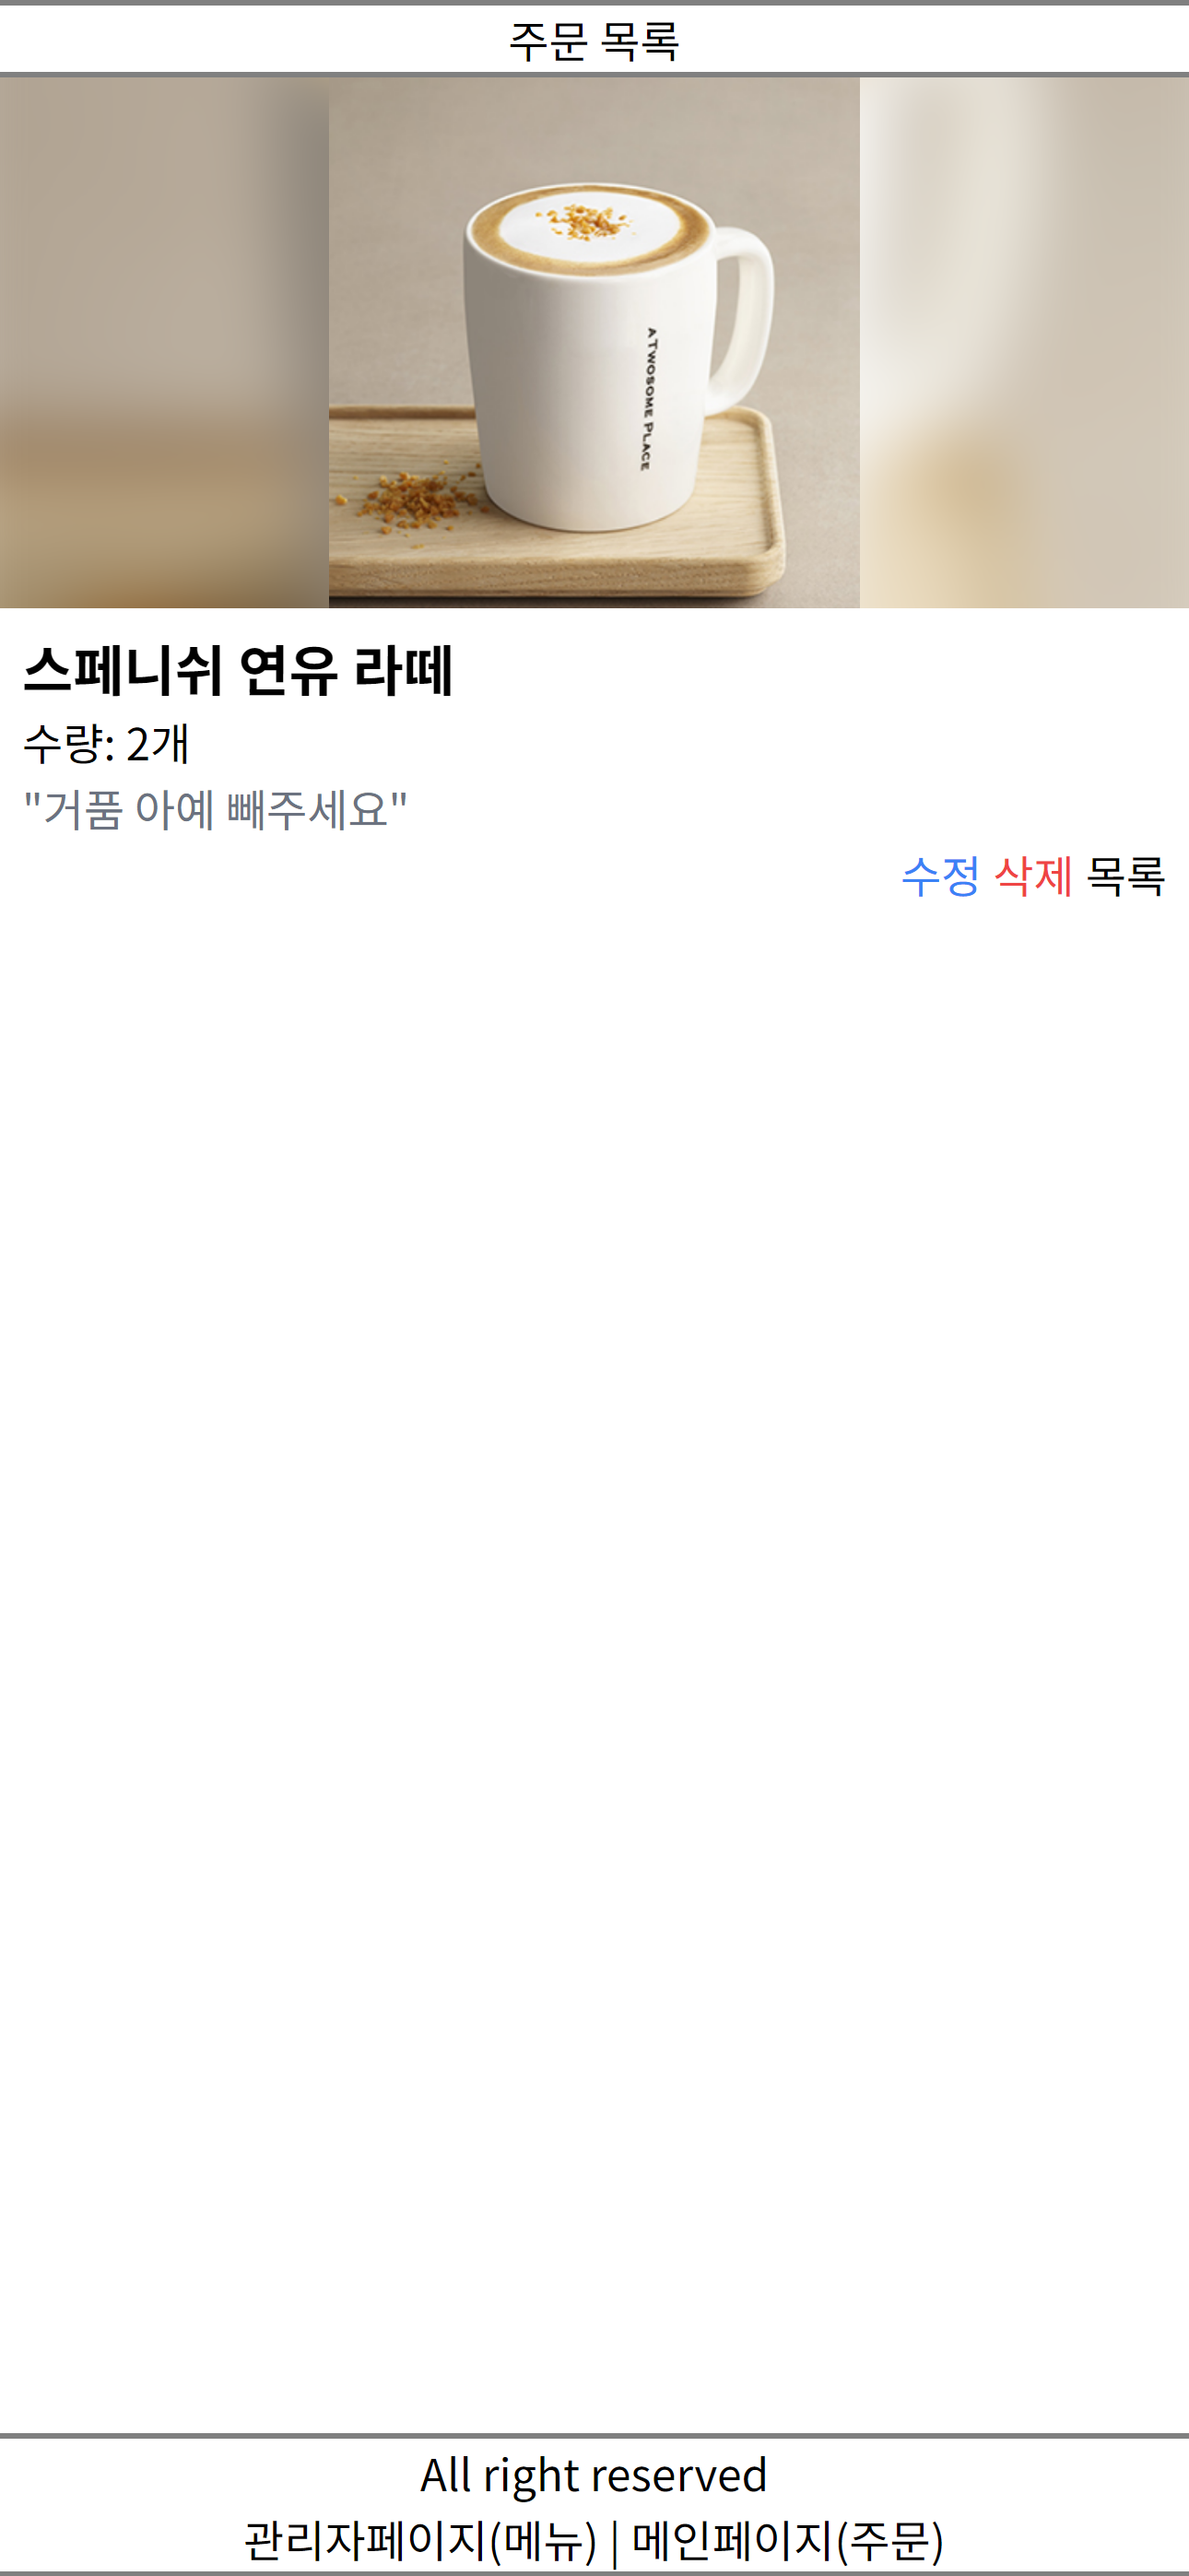 주문 목록
A TWOSOME PLACE
스페니쉬 연유 라떼
수량: 2개
"거품 아예 빼주세요"
수정 삭제 목록
All right reserved
관리자페이지(메뉴) | 메인페이지(주문)